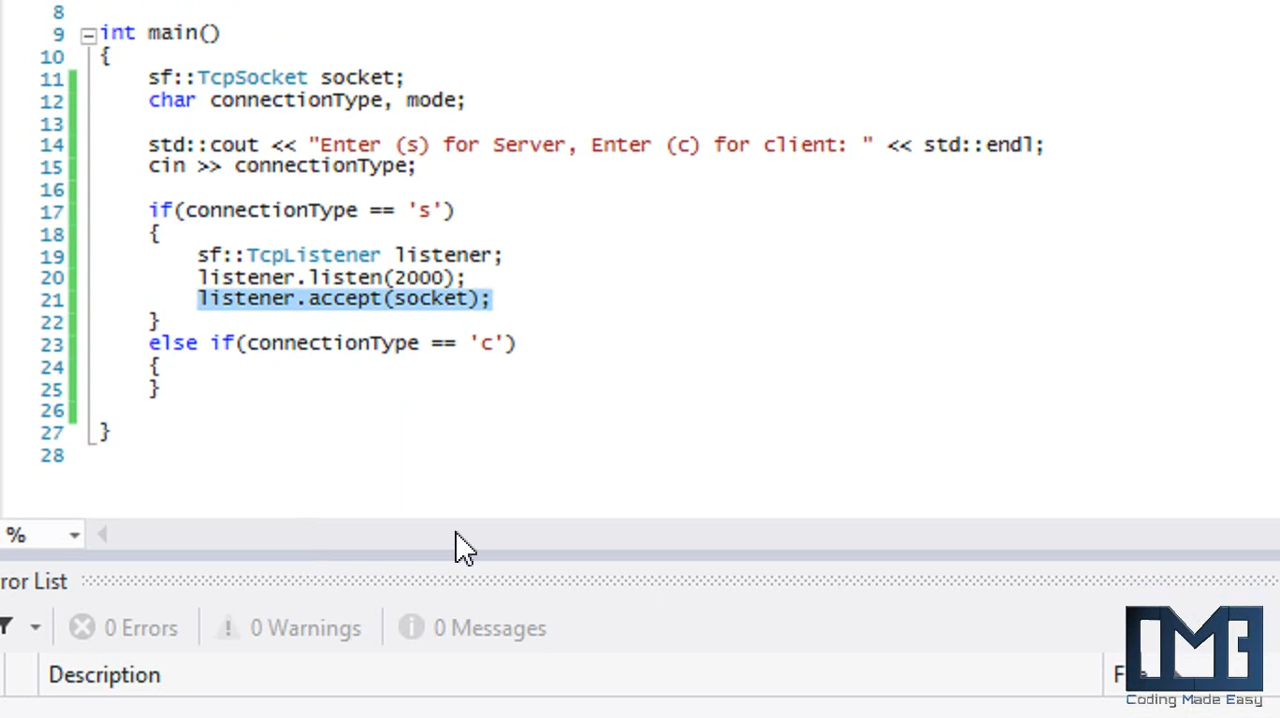 8
9 int main()
10 {
11 sf::TcpSocket socket;
12 char connectionType, mode;
13
14 std::cout << "Enter (s) for Server, Enter (c) for client: " << std::endl;
15 cin >> connectionType;
16
17 if(connectionType == 's')
18 {
19 sf::TcpListener listener;
20 listener.listen(2000);
21 listener.accept(socket);
22 }
23 else if(connectionType == 'c')
24 {
25 }
26
27 }
28
%
ror List
0 Errors 0 Warnings 0 Messages
Description
CME
Coding Made Easy